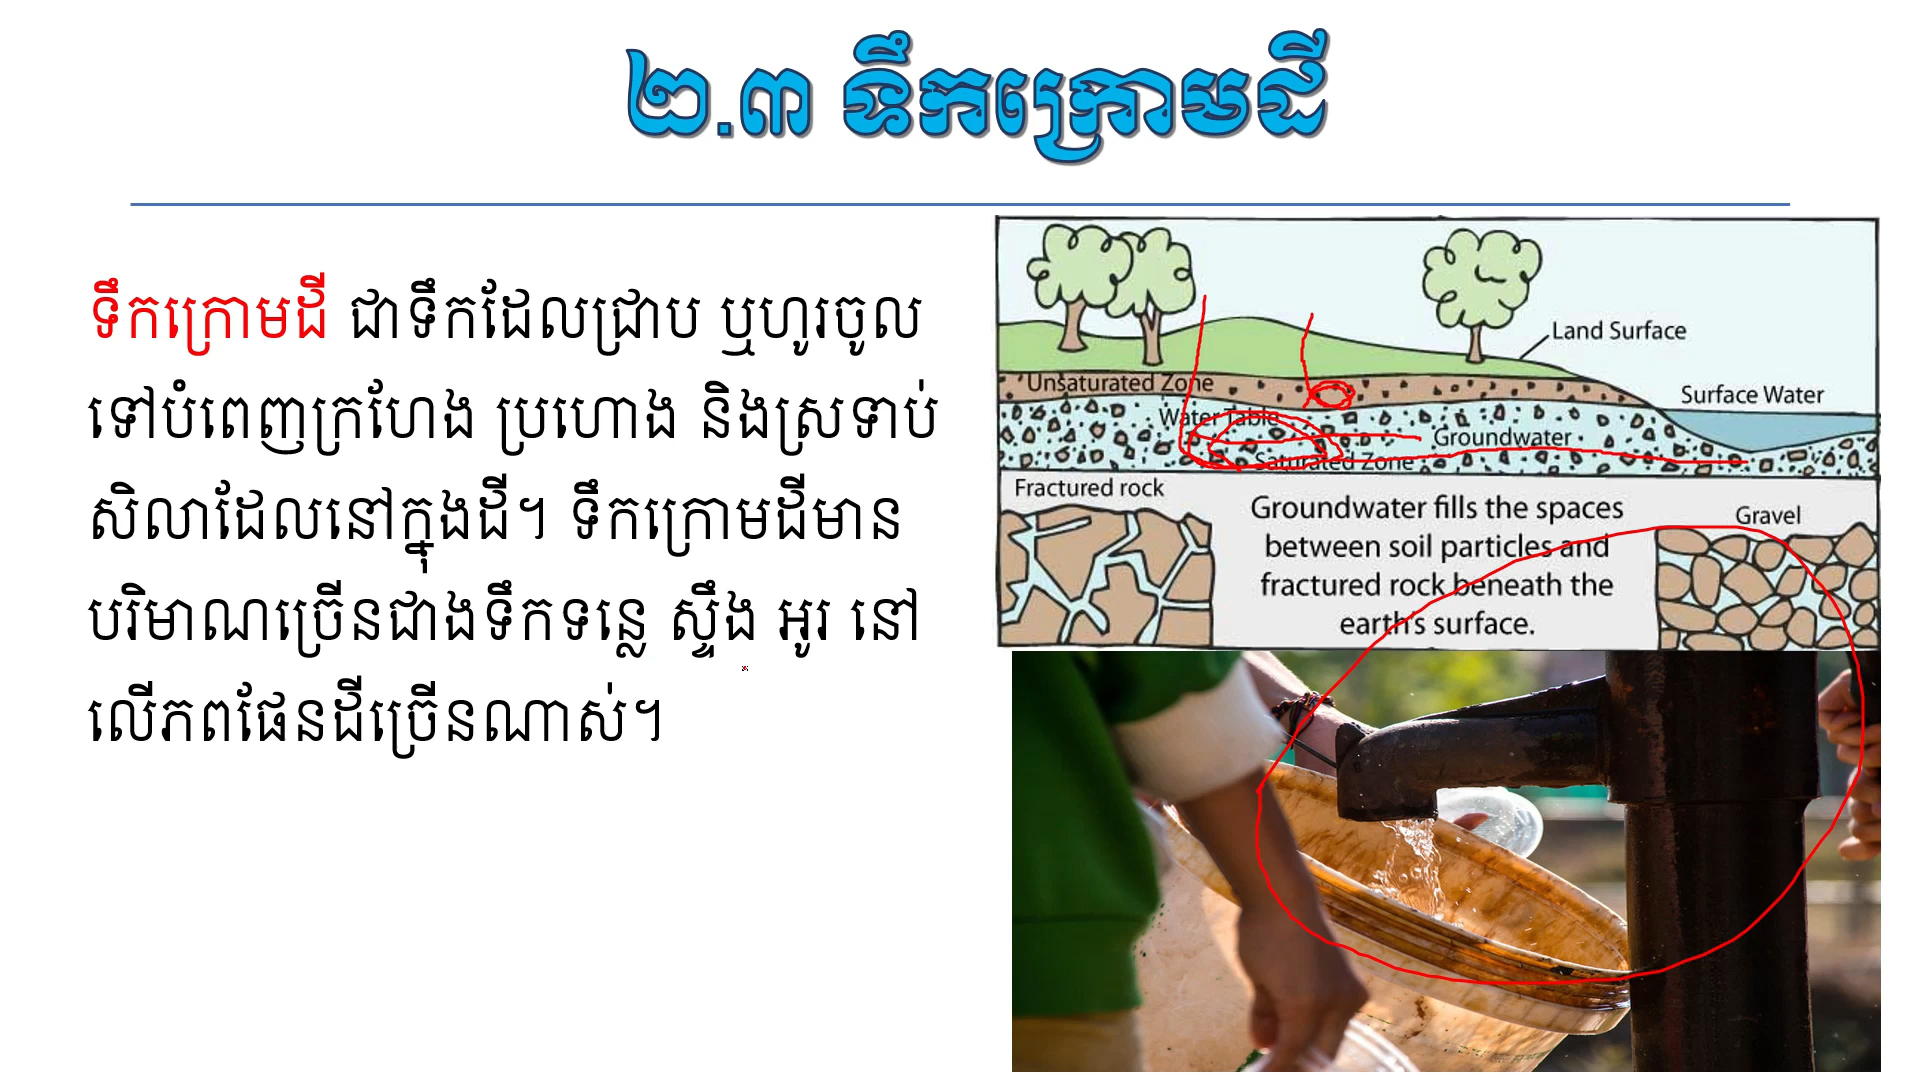 ២.៣ ទឹកក្រោមដី
ទឹកក្រោមដី ជាទឹកដែលជ្រាប ឬហូរចូល
ទៅបំពេញក្រហែង ប្រហោង និងស្រទាប់
សិលាដែលនៅក្នុងដី។ ទឹកក្រោមដីមាន
បរិមាណច្រើនជាងទឹកទន្លេ ស្ទឹង អូរ នៅ
លើភពផែនដីច្រើនណាស់។
Land Surface
Unsaturated Zone
Surface Water
Water Table
Groundwater
Saturated Zone
Fractured rock
Gravel
Groundwater fills the spaces
between soil particles and
fractured rock beneath the
earth's surface.